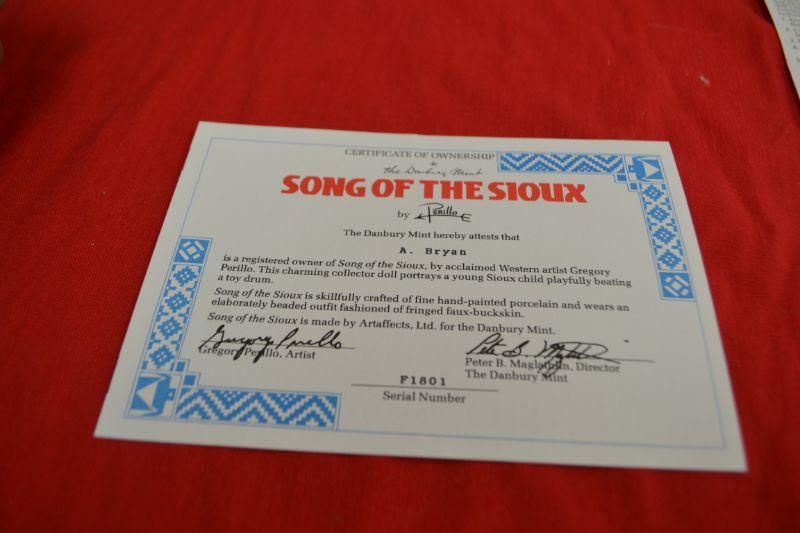 CERTIFICATE OF OWNERSHIP
&
the Danbury Mint
SONG OF THE SIOUX
by Perillo
The Danbury Mint hereby attests that
A. Bryan
is a registered owner of Song of the Sioux, by acclaimed Western artist Gregory
Perillo. This charming collector doll portrays a young Sioux child playfully beating
a toy drum.
Song of the Sioux is skillfully crafted of fine hand-painted porcelain and wears an
elaborately beaded outfit fashioned of fringed faux-buckskin.
Song of the Sioux is made by Artaffects, Ltd. for the Danbury Mint.
Gregory Perillo
Gregory Perillo, Artist
Peter B. Maglathlin, Director
The Danbury Mint
F1801
Serial Number